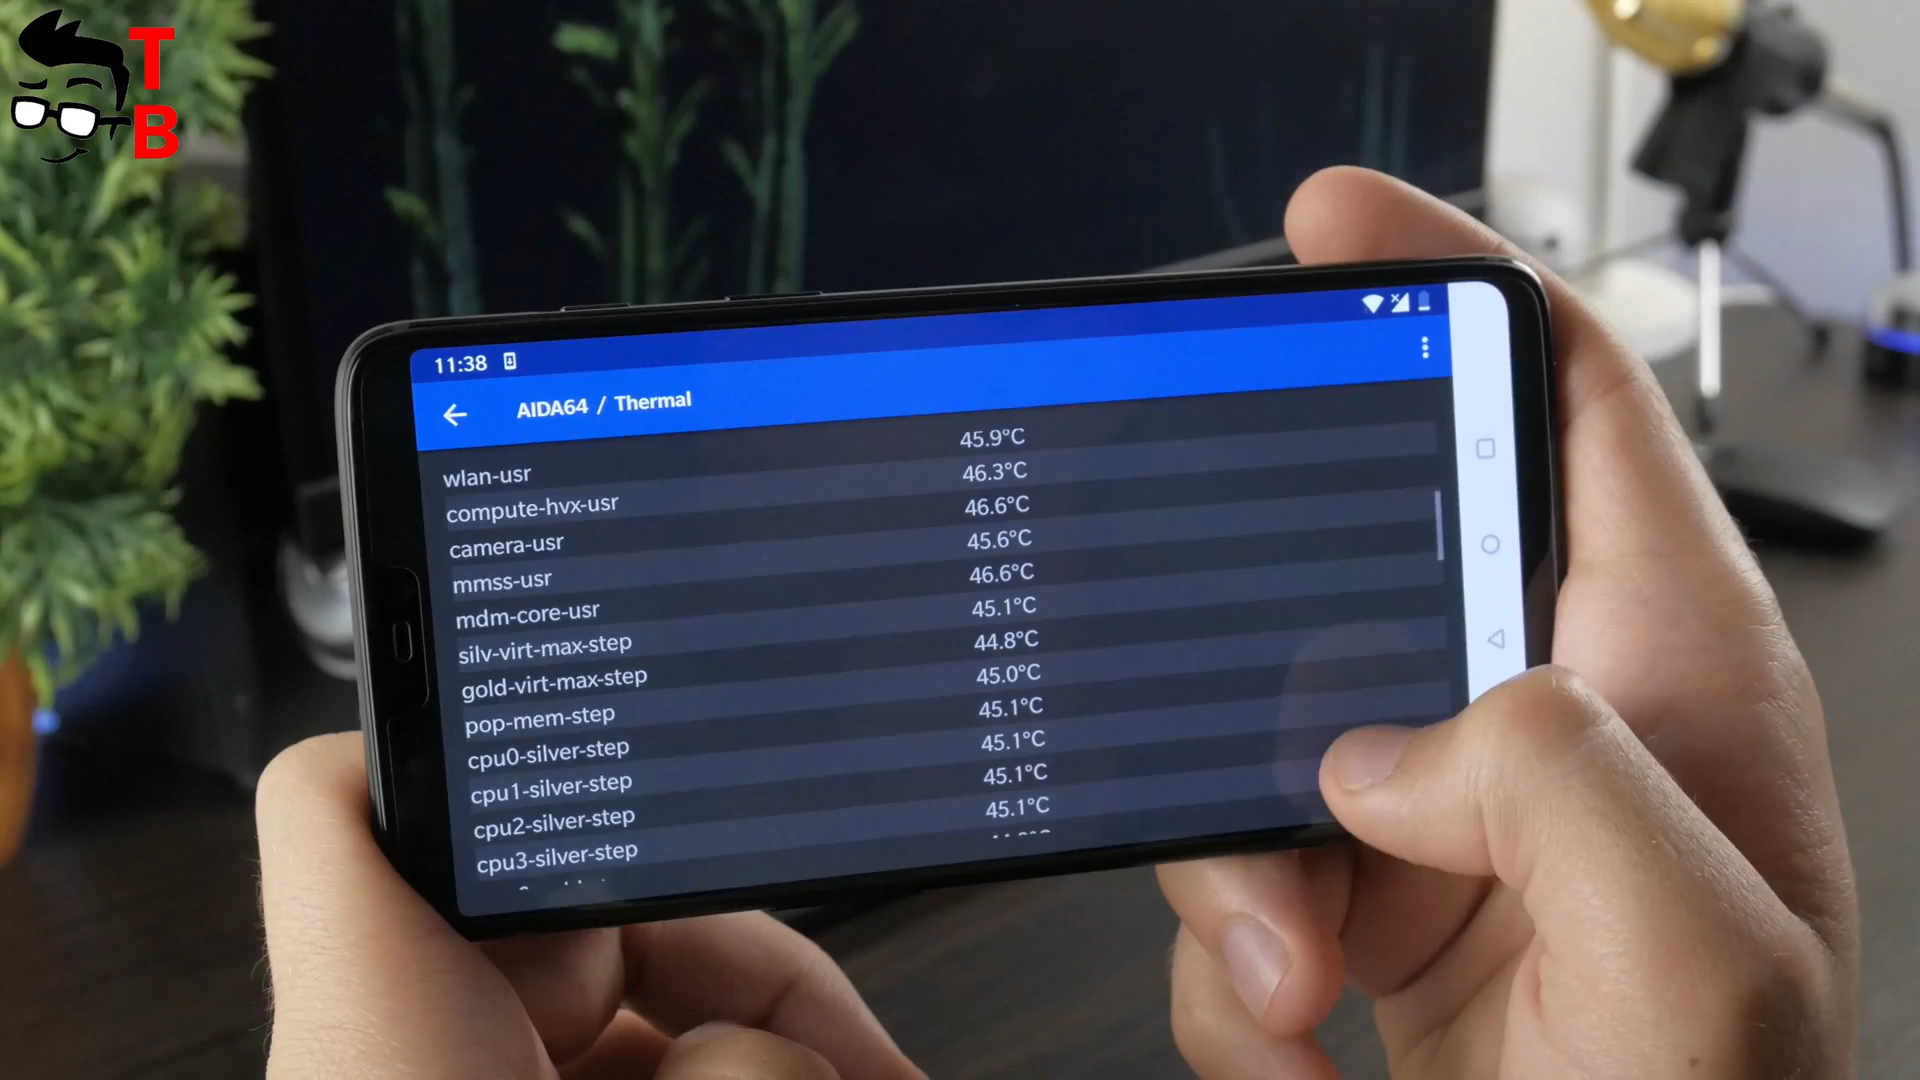 T
B
11:38
AIDA64 / Thermal
wlan-usr 45.9°C
compute-hvx-usr 46.3°C
camera-usr 46.6°C
mmss-usr 45.6°C
mdm-core-usr 46.6°C
silv-virt-max-step 45.1°C
gold-virt-max-step 44.8°C
pop-mem-step 45.0°C
cpu0-silver-step 45.1°C
cpu1-silver-step 45.1°C
cpu2-silver-step 45.1°C
cpu3-silver-step 45.1°C